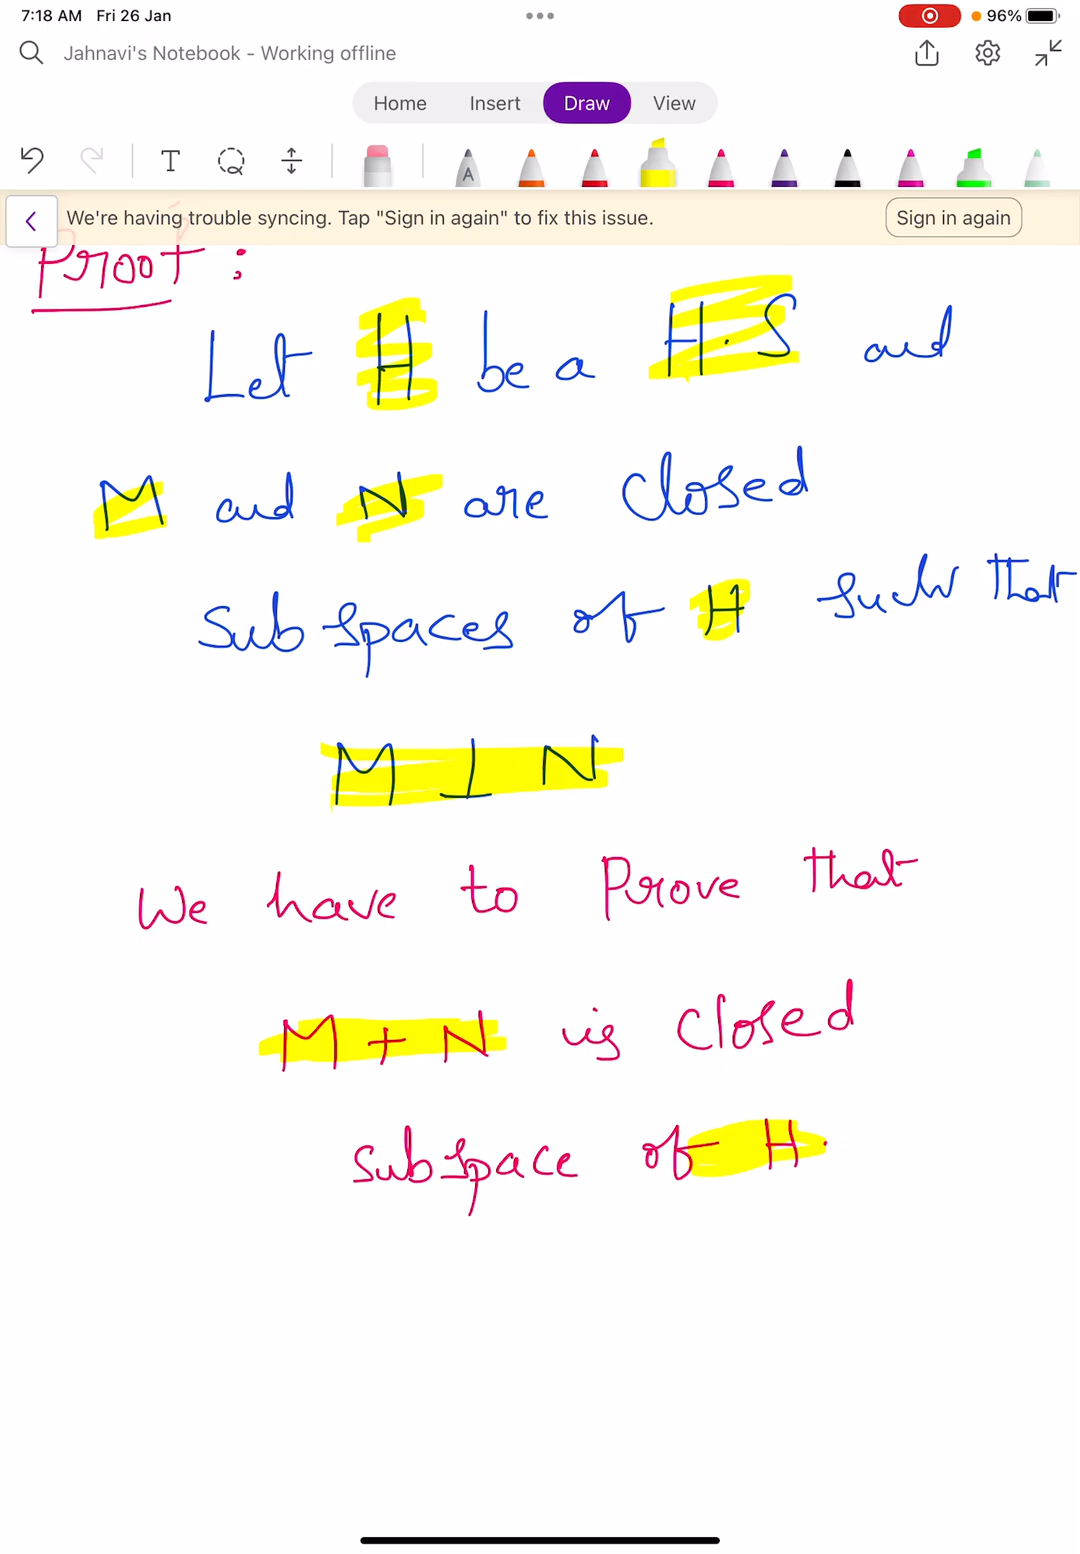 7:18 AM Fri 26 Jan
96%
Jahnavi's Notebook - Working offline
Home Insert Draw View
T A
We're having trouble syncing. Tap "Sign in again" to fix this issue. Sign in again
Proof :
Let H be a H.S and
M and N are closed
subspaces of H such that
M ⊥ N
We have to Prove that
M + N is closed
subspace of H.